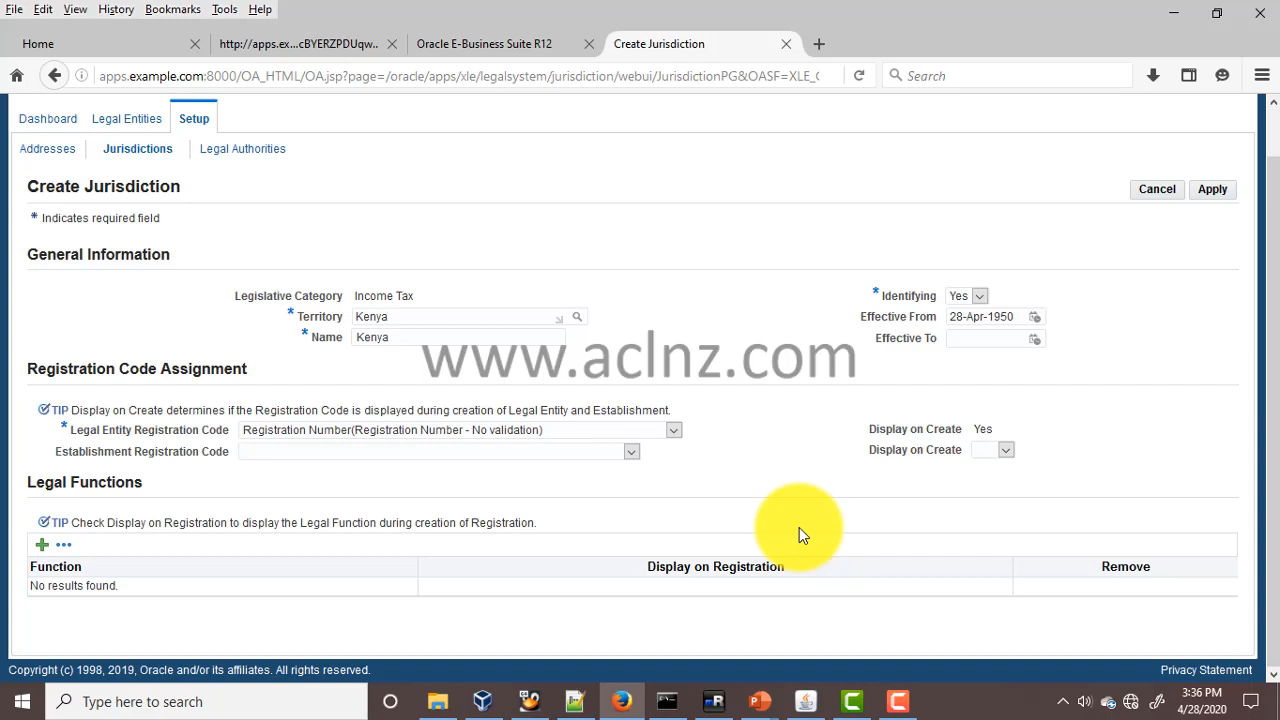 File Edit View History Bookmarks Tools Help
Home http://apps.ex...cBYERZPDUqw.. Oracle E-Business Suite R12 Create Jurisdiction
apps.example.com:8000/OA_HTML/OA.jsp?page=/oracle/apps/xle/legalsystem/jurisdiction/webui/JurisdictionPG&OASF=XLE_C Search
Dashboard Legal Entities Setup
Addresses Jurisdictions Legal Authorities
Create Jurisdiction Cancel Apply
* Indicates required field
General Information
Legislative Category Income Tax * Identifying Yes
* Territory Kenya Effective From 28-Apr-1950
* Name Kenya Effective To
www.aclnz.com
Registration Code Assignment
TIP Display on Create determines if the Registration Code is displayed during creation of Legal Entity and Establishment.
* Legal Entity Registration Code Registration Number(Registration Number - No validation) Display on Create Yes
Establishment Registration Code Display on Create
Legal Functions
TIP Check Display on Registration to display the Legal Function during creation of Registration.
Function Display on Registration Remove
No results found.
Copyright (c) 1998, 2019, Oracle and/or its affiliates. All rights reserved. Privacy Statement
Type here to search 3:36 PM
4/28/2020